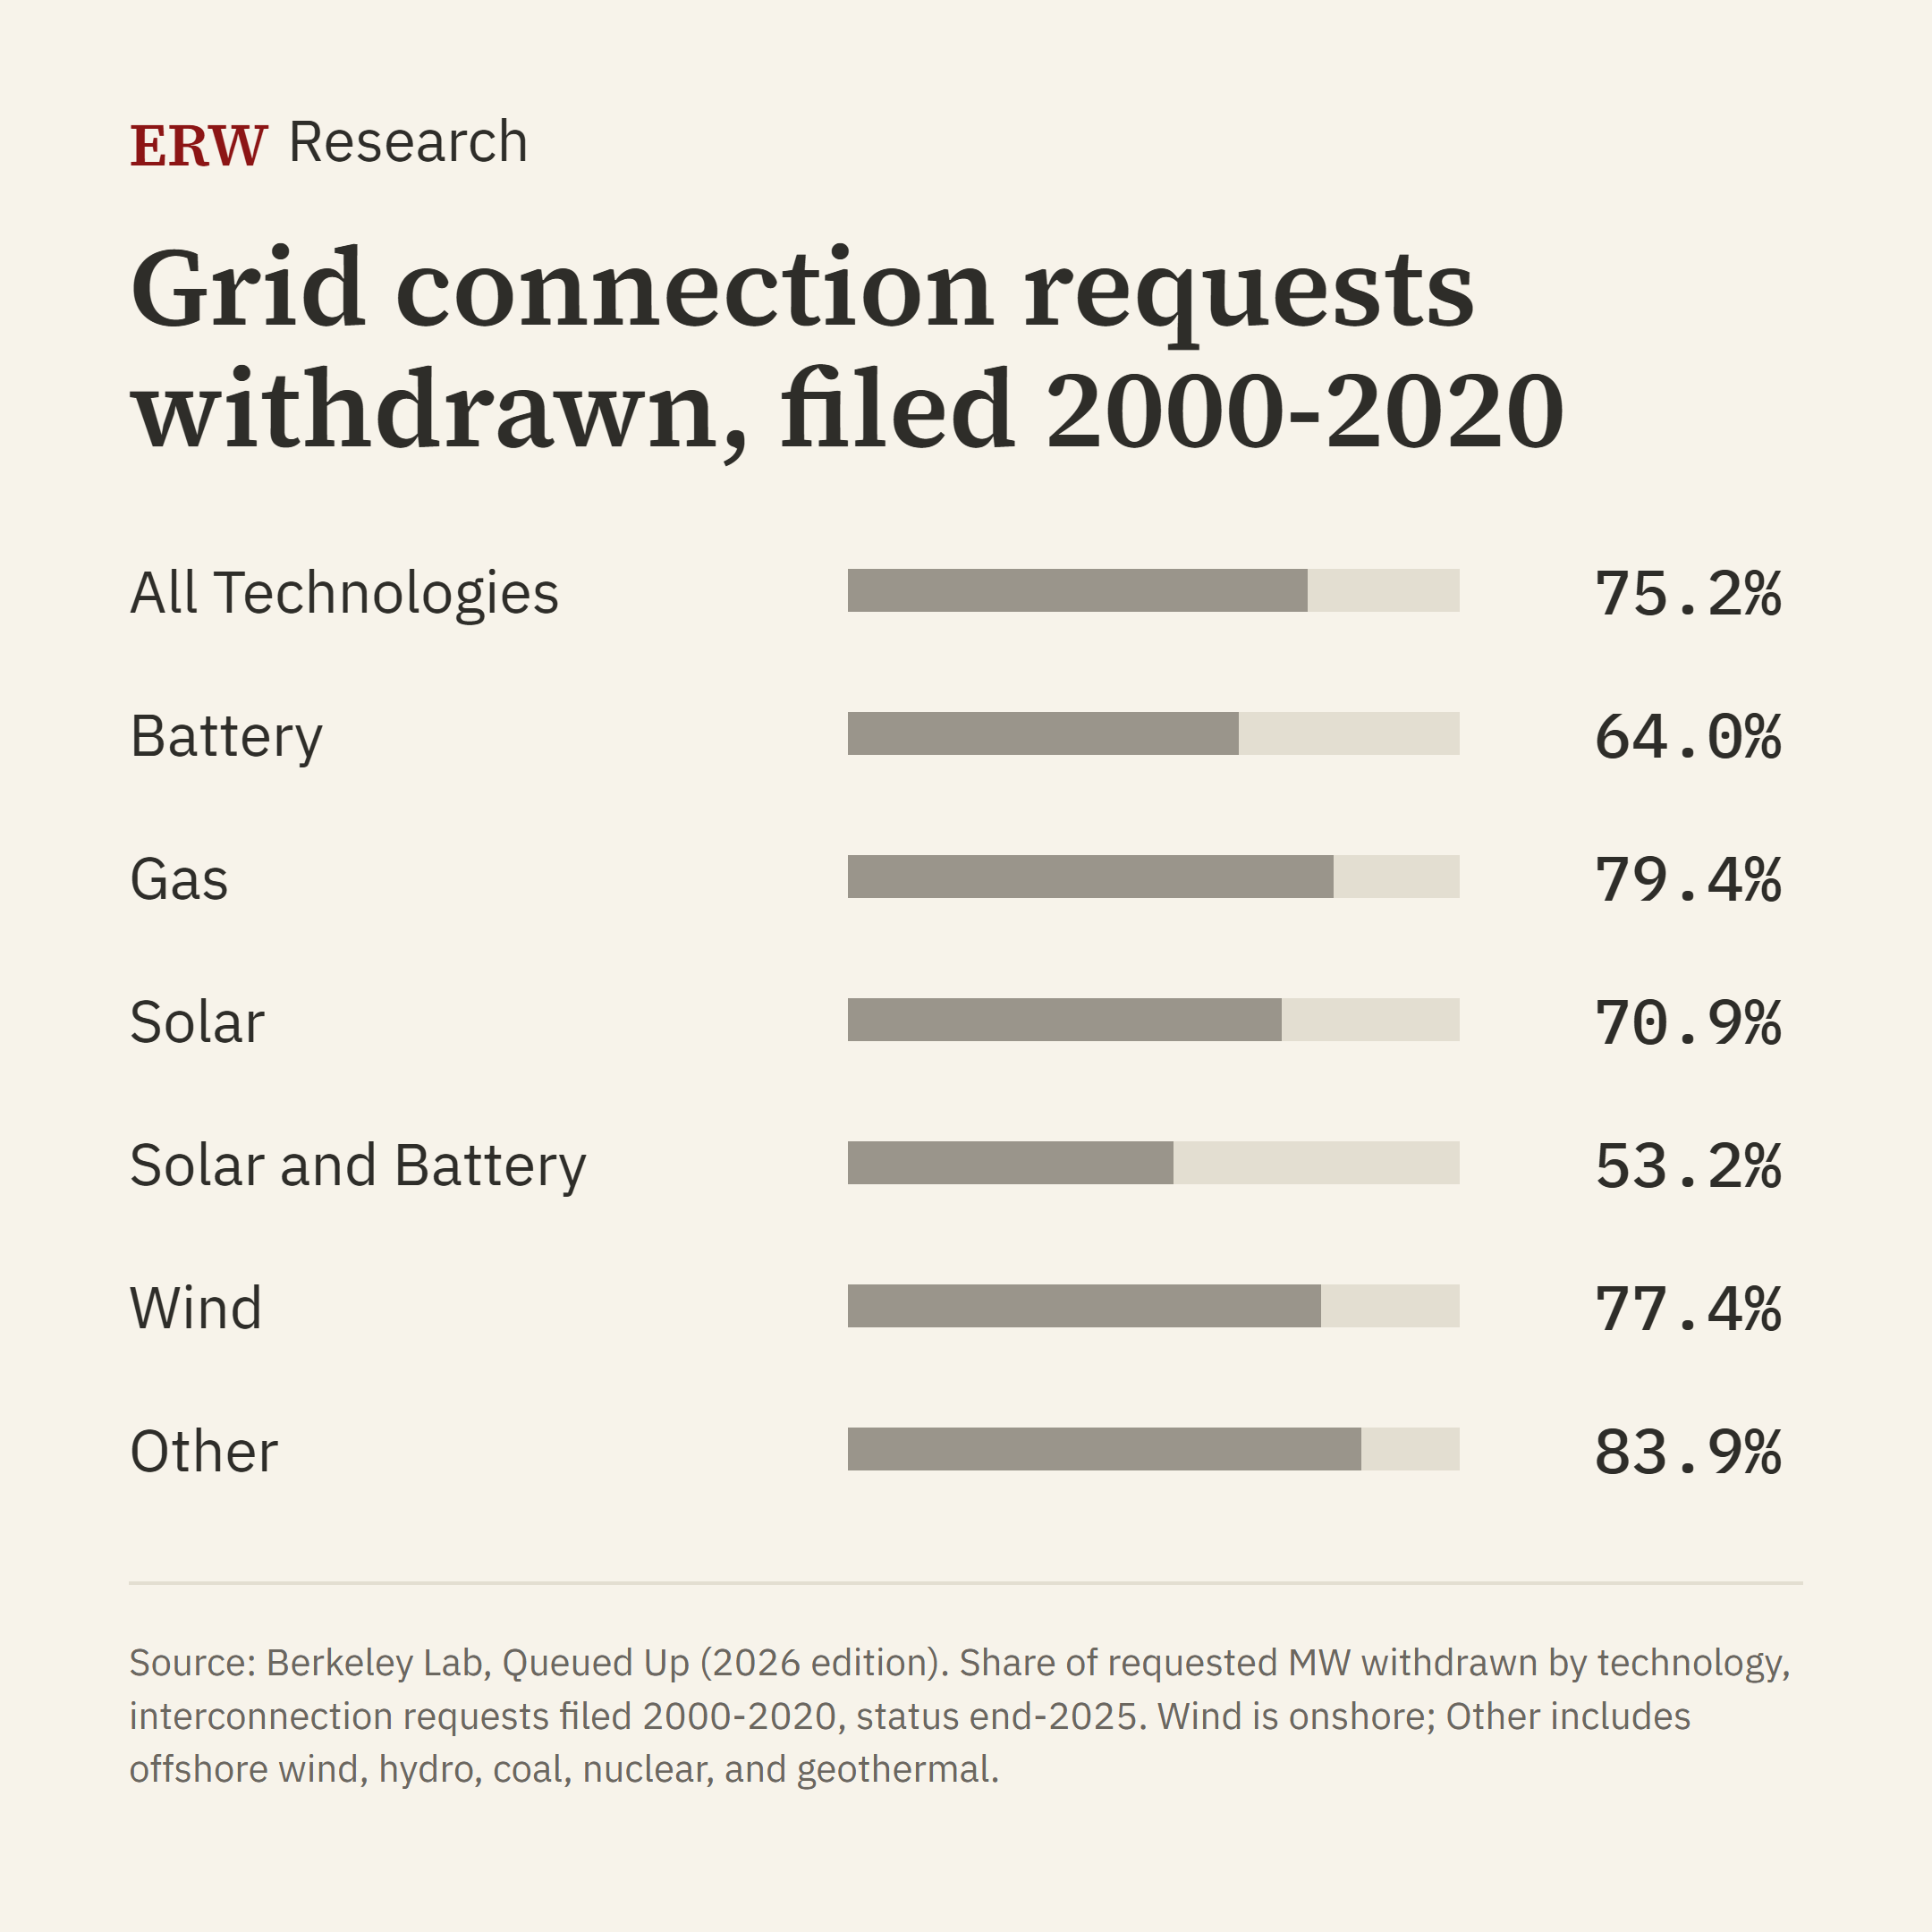 ERW Research
Grid connection requests
withdrawn, filed 2000-2020
All Technologies 75.2%
Battery 64.0%
Gas 79.4%
Solar 70.9%
Solar and Battery 53.2%
Wind 77.4%
Other 83.9%
Source: Berkeley Lab, Queued Up (2026 edition). Share of requested MW withdrawn by technology,
interconnection requests filed 2000-2020, status end-2025. Wind is onshore; Other includes
offshore wind, hydro, coal, nuclear, and geothermal.